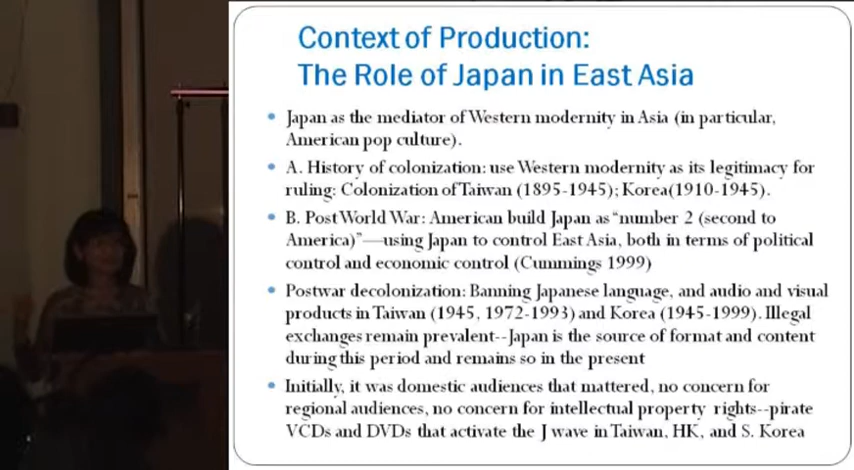 Context of Production:
The Role of Japan in East Asia
Japan as the mediator of Western modernity in Asia (in particular,
American pop culture).
A. History of colonization: use Western modernity as its legitimacy for
ruling: Colonization of Taiwan (1895-1945); Korea(1910-1945).
B. Post World War: American build Japan as "number 2 (second to
America)"—using Japan to control East Asia, both in terms of political
control and economic control (Cummings 1999)
Postwar decolonization: Banning Japanese language, and audio and visual
products in Taiwan (1945, 1972-1993) and Korea (1945-1999). Illegal
exchanges remain prevalent--Japan is the source of format and content
during this period and remains so in the present
Initially, it was domestic audiences that mattered, no concern for
regional audiences, no concern for intellectual property rights--pirate
VCDs and DVDs that activate the J wave in Taiwan, HK, and S. Korea